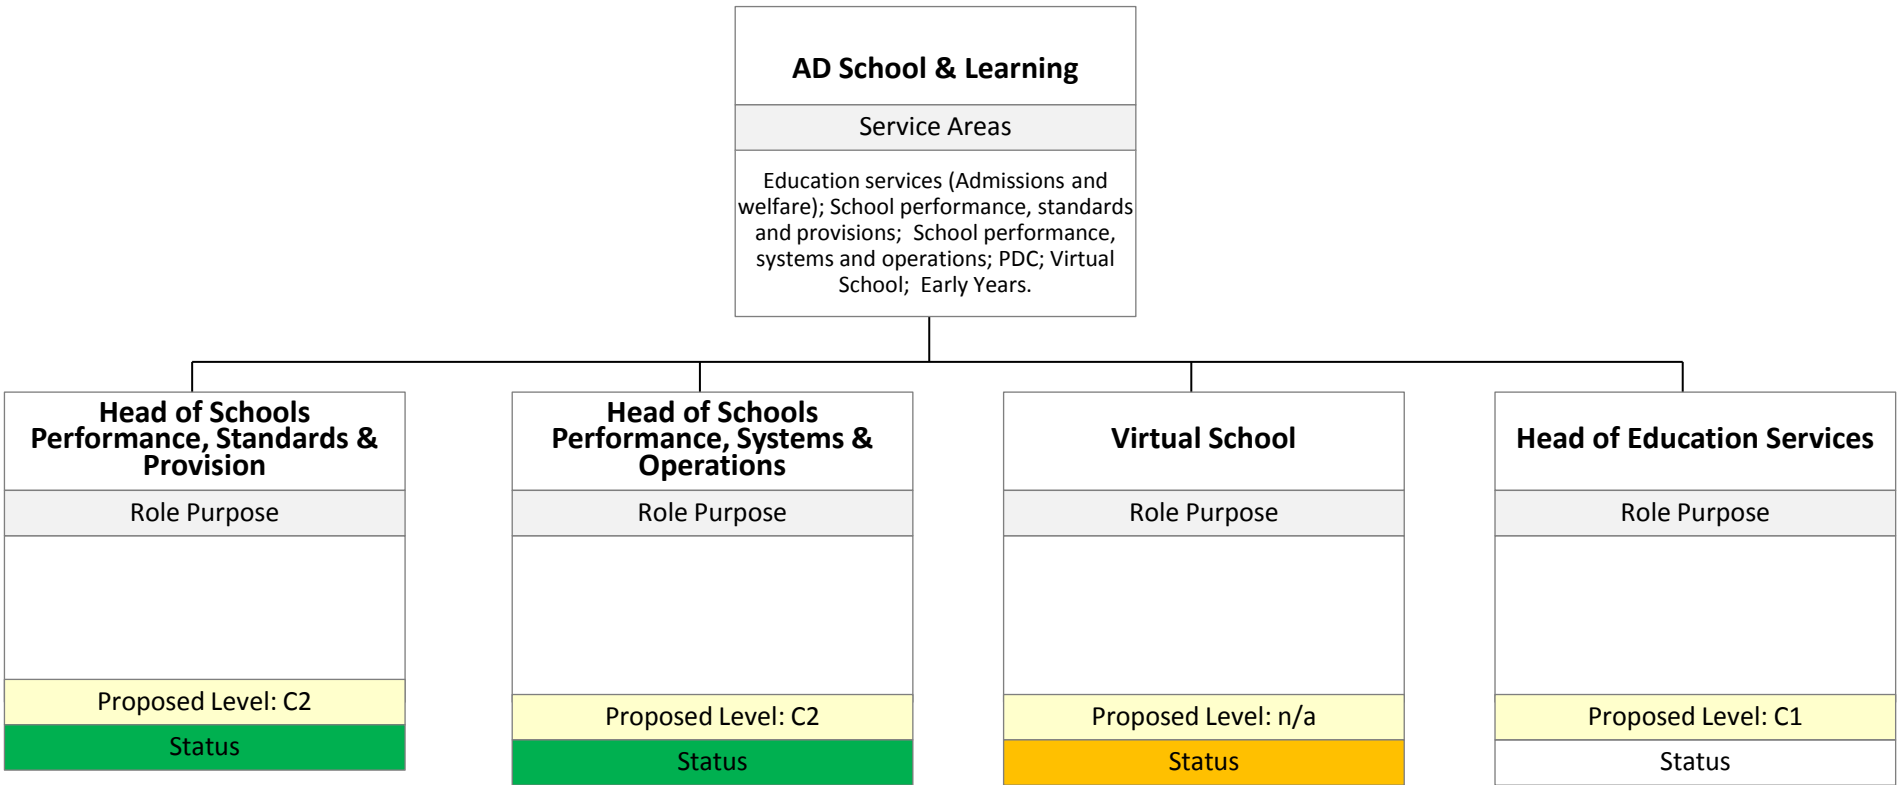 AD School & Learning
Service Areas
Education services (Admissions and
welfare); School performance, standards
and provisions;  School performance,
systems and operations; PDC; Virtual
School;  Early Years.
Head of Schools
Performance, Standards &
Provision
Role Purpose
Proposed Level: C2
Status
Head of Schools
Performance, Systems &
Operations
Role Purpose
Proposed Level: C2
Status
Virtual School
Role Purpose
Proposed Level: n/a
Status
Head of Education Services
Role Purpose
Proposed Level: C1
Status